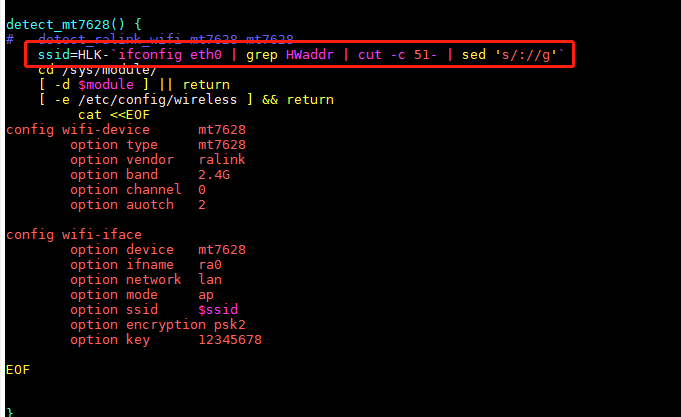 detect_mt7628() {
#   detect_ralink_wifi mt7628 mt7628
    ssid=HLK-`ifconfig eth0 | grep HWaddr | cut -c 51- | sed 's/://g'`
    cd /sys/module/
    [ -d $module ] || return
    [ -e /etc/config/wireless ] && return
         cat <<EOF
config wifi-device       mt7628
        option type      mt7628
        option vendor    ralink
        option band      2.4G
        option channel   0
        option auotch    2
config wifi-iface
        option device    mt7628
        option ifname    ra0
        option network   lan
        option mode      ap
        option ssid      $ssid
        option encryption psk2
        option key       12345678
EOF
}